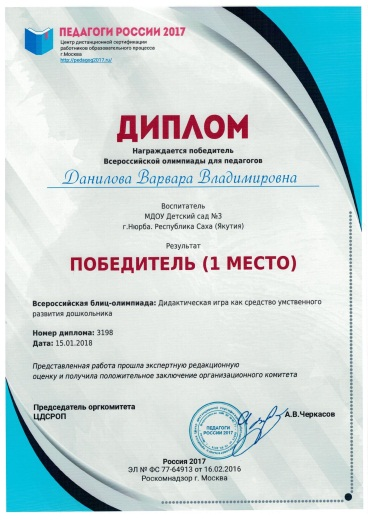 ПЕДАГОГИ РОССИИ 2017
Центр дистанционной сертификации
работников образовательного процесса
г.Москва
http://pedagog2017.ru/
ДИПЛОМ
Награждается победитель
Всероссийской олимпиады для педагогов
Данилова Варвара Владимировна
Воспитатель
МДОУ Детский сад №3
г.Нюрба. Республика Саха (Якутия)
Результат
ПОБЕДИТЕЛЬ (1 МЕСТО)
Всероссийская блиц-олимпиада: Дидактическая игра как средство умственного
развития дошкольника
Номер диплома: 3198
Дата: 15.01.2018
Представленная работа прошла экспертную редакционную
оценку и получила положительное заключение организационного комитета
Председатель оргкомитета
ЦДСРОП
А.В.Черкасов
ПЕДАГОГИ
РОССИИ 2017
Россия 2017
ЭЛ № ФС 77-64913 от 16.02.2016
Роскомнадзор г. Москва